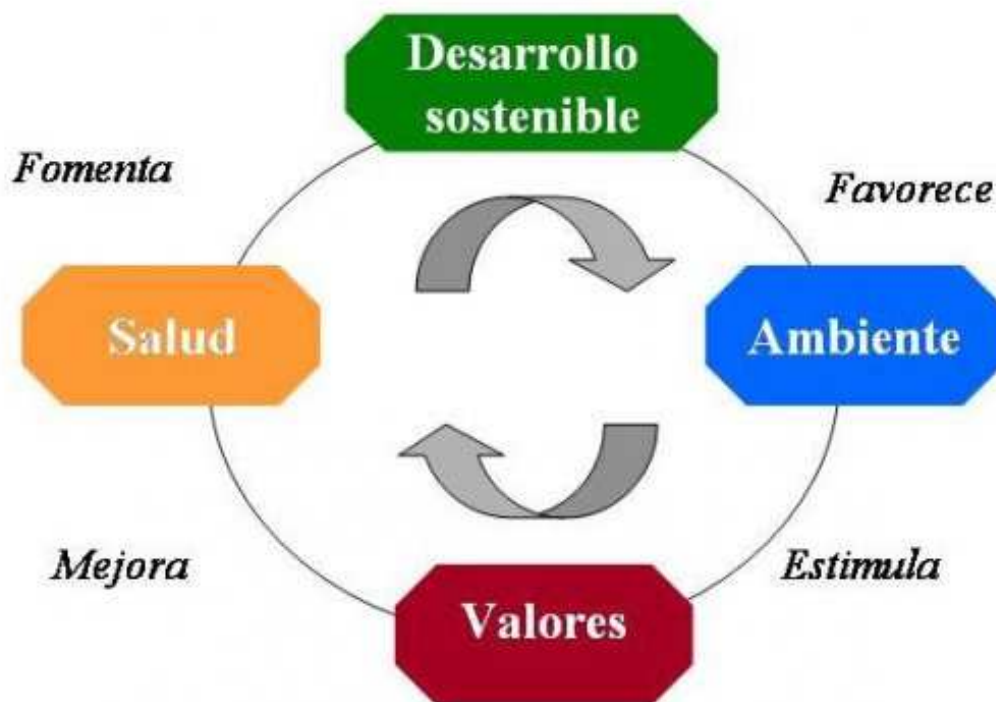 Desarrollo
sostenible
Fomenta
Favorece
Salud
Ambiente
Mejora
Estimula
Valores